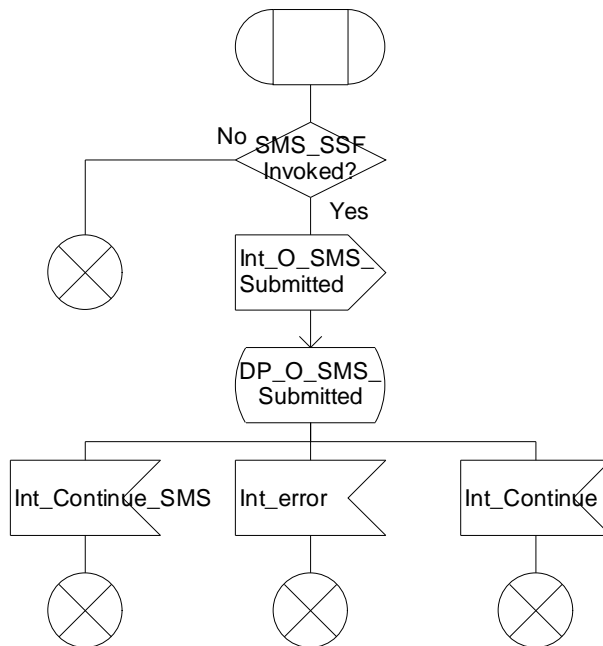 No
SMS_SSF
Invoked?
Yes
Int_O_SMS_
Submitted
DP_O_SMS_
Submitted
Int_Continue_SMS
Int_error
Int_Continue